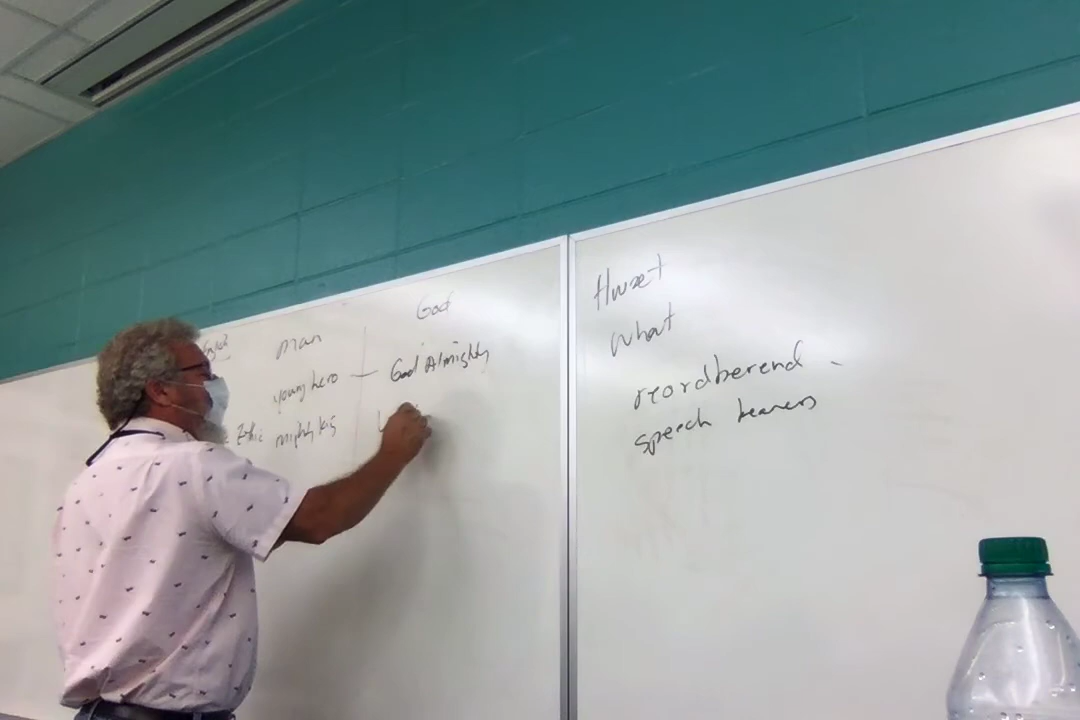 God
man
young hero — God Almighty
mighty king
Hwæt
what
reordberend
speech bearers